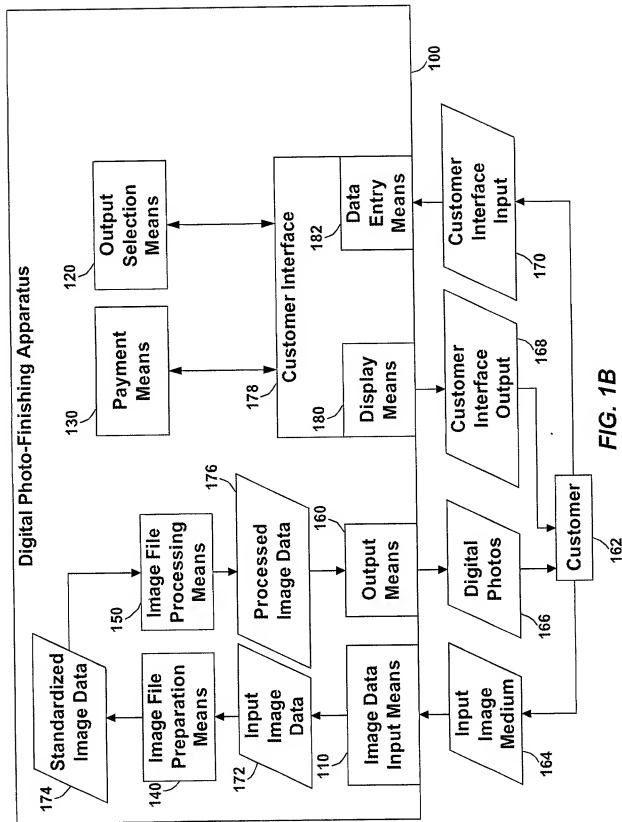 Digital Photo-Finishing Apparatus
174
Standardized
Image Data
140
Image File
Preparation
Means
150
Image File
Processing
Means
172
Input
Image
Data
Processed
Image Data
176
110
Image Data
Input Means
Output
Means
160
130
Payment
Means
120
Output
Selection
Means
178
Customer Interface
180
Display
Means
182
Data
Entry
Means
100
Input
Image
Medium
164
Digital
Photos
166
Customer
Interface
Output
168
Customer
Interface
Input
170
Customer
162
FIG. 1B